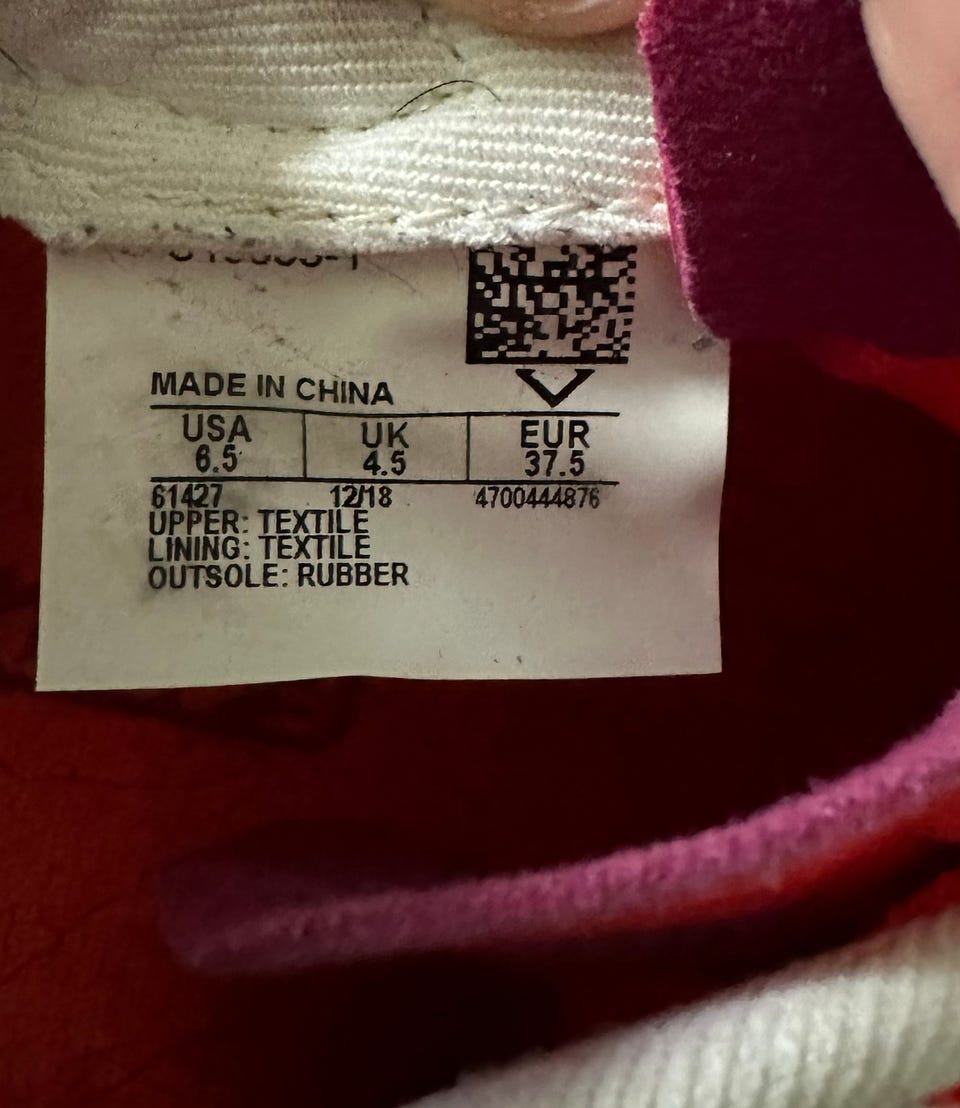 MADE IN CHINA
USA UK EUR
6.5 4.5 37.5
61427 12/18 4700444876
UPPER: TEXTILE
LINING: TEXTILE
OUTSOLE: RUBBER